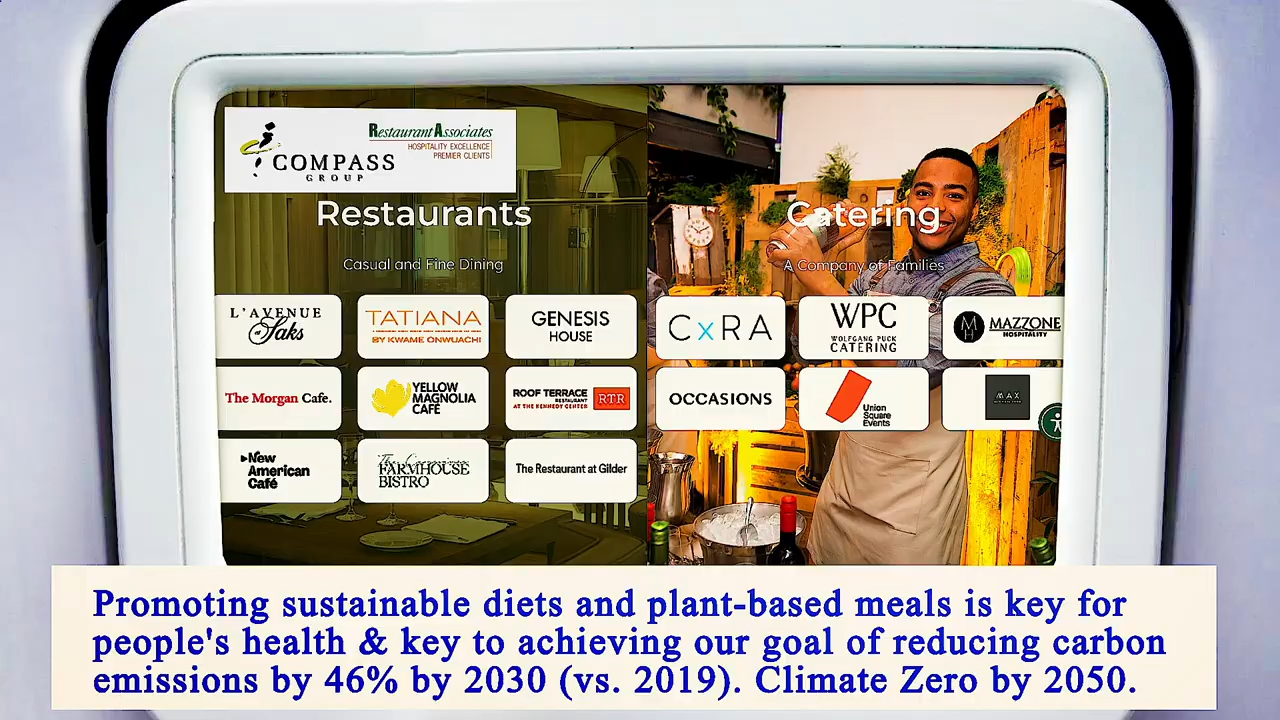 COMPASS
GROUP
Restaurant Associates
HOSPITALITY EXCELLENCE
PREMIER CLIENTS
Restaurants
Casual and Fine Dining
L'AVENUE
Saks
TATIANA
BY KWAME ONWUACHI
GENESIS
HOUSE
The Morgan Cafe.
YELLOW
MAGNOLIA
CAFÉ
ROOF TERRACE
RESTAURANT
AT THE KENNEDY CENTER
RTR
New
American
Café
FARMHOUSE
BISTRO
The Restaurant at Gilder
Catering
A Company of Families
CxRA
WPC
WOLFGANG PUCK
CATERING
MH
MAZZONE
HOSPITALITY
OCCASIONS
Union
Square
Events
MAX
Promoting sustainable diets and plant-based meals is key for
people's health & key to achieving our goal of reducing carbon
emissions by 46% by 2030 (vs. 2019). Climate Zero by 2050.